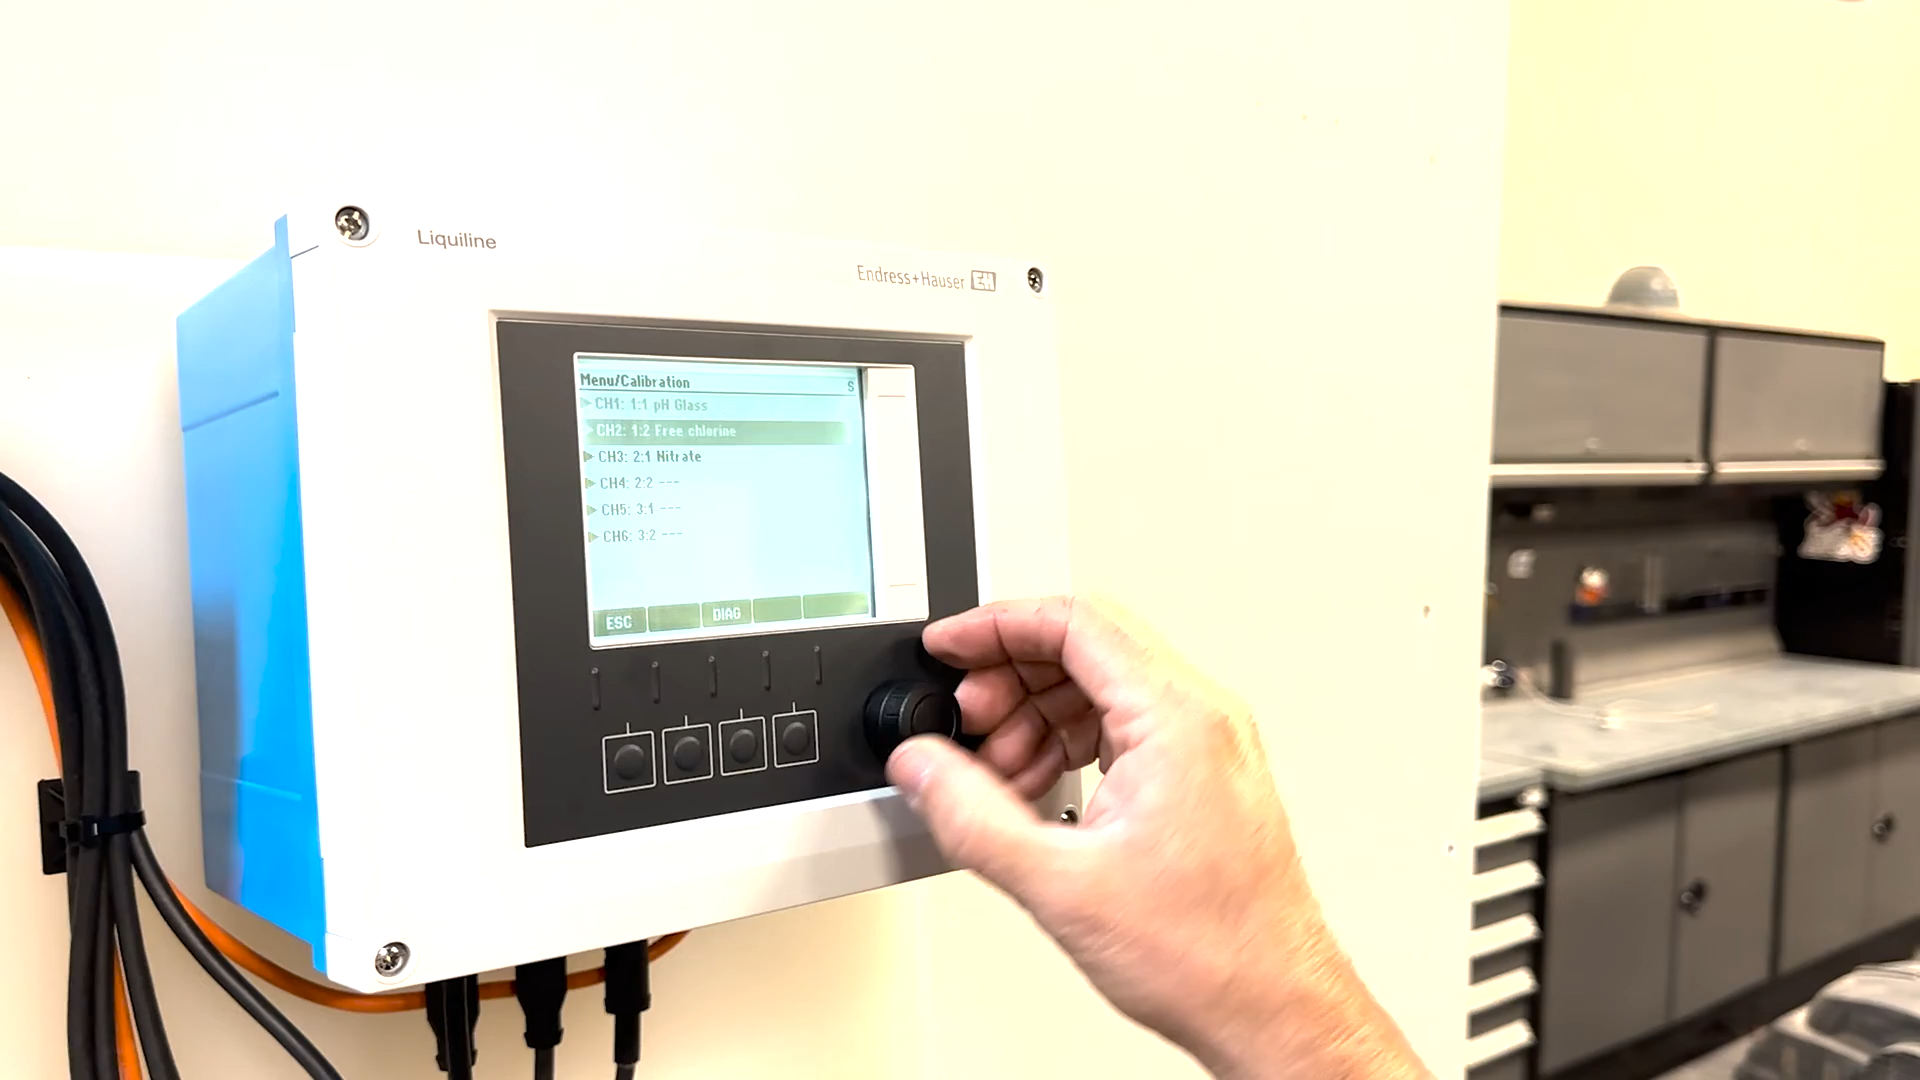 Liquiline
Endress+Hauser EH
Menu/Calibration S
CH1: 1:1 pH Glass
CH2: 1:2 Free chlorine
CH3: 2:1 Nitrate
CH4: 2:2 ---
CH5: 3:1 ---
CH6: 3:2 ---
ESC DIAG